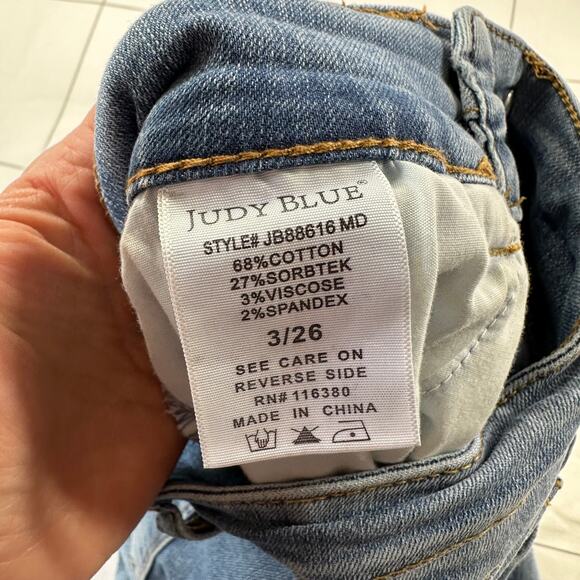 JUDY BLUE®
STYLE# JB88616 MD
68%COTTON
27%SORBTEK
3%VISCOSE
2%SPANDEX
3/26
SEE CARE ON
REVERSE SIDE
RN# 116380
MADE IN CHINA